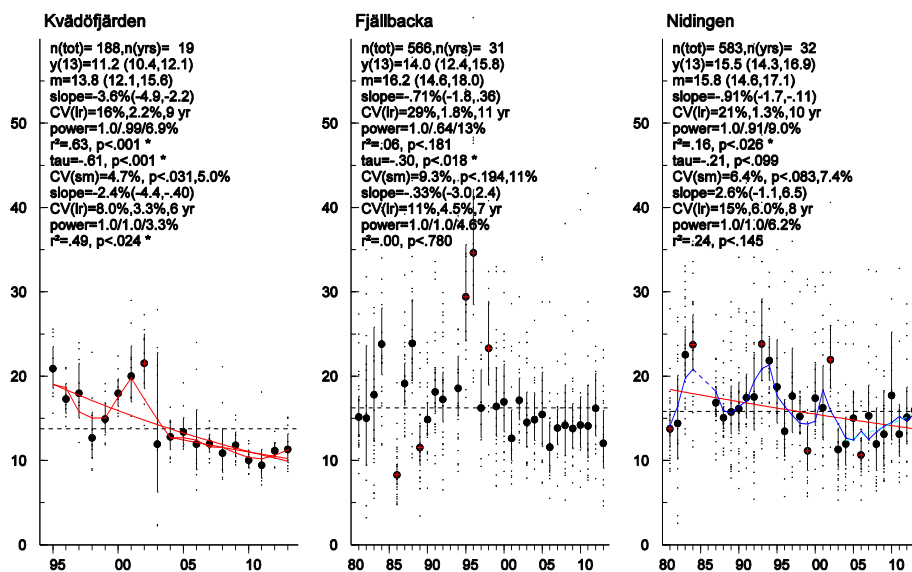 Kvädöfjärden
n(tot)= 188,n(yrs)= 19
y(13)=11.2 (10.4,12.1)
m=13.8 (12.1,15.6)
slope=-3.6%(-4.9,-2.2)
CV(lr)=16%,2.2%,9 yr
power=1.0/.99/6.9%
r²=.63, p<.001 *
tau=-.61, p<.001 *
CV(sm)=4.7%, p<.031,5.0%
slope=-2.4%(-4.4,-.40)
CV(lr)=8.0%,3.3%,6 yr
power=1.0/1.0/3.3%
r²=.49, p<.024 *
50
40
30
20
10
0
95 00 05 10
Fjällbacka
n(tot)= 566,n(yrs)= 31
y(13)=14.0 (12.4,15.8)
m=16.2 (14.6,18.0)
slope=-.71%(-1.8,.36)
CV(lr)=29%,1.8%,11 yr
power=1.0/.64/13%
r²=.06, p<.181
tau=-.30, p<.018 *
CV(sm)=9.3%, p<.194,11%
slope=-.33%(-3.0,2.4)
CV(lr)=11%,4.5%,7 yr
power=1.0/1.0/4.6%
r²=.00, p<.780
50
40
30
20
10
0
80 85 90 95 00 05 10
Nidingen
n(tot)= 583,n(yrs)= 32
y(13)=15.5 (14.3,16.9)
m=15.8 (14.6,17.1)
slope=-.91%(-1.7,-.11)
CV(lr)=21%,1.3%,10 yr
power=1.0/.91/9.0%
r²=.16, p<.026 *
tau=-.21, p<.099
CV(sm)=6.4%, p<.083,7.4%
slope=2.6%(-1.1,6.5)
CV(lr)=15%,6.0%,8 yr
power=1.0/1.0/6.2%
r²=.24, p<.145
50
40
30
20
10
0
80 85 90 95 00 05 10